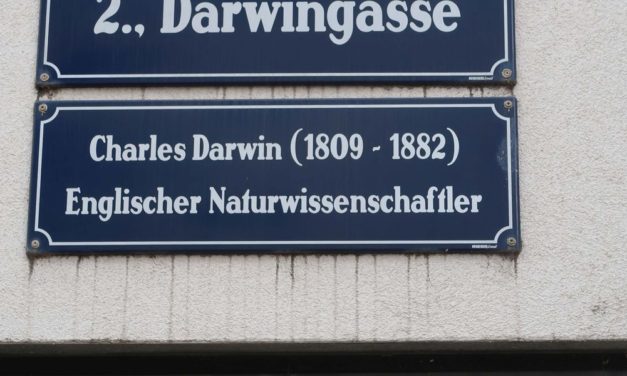 2., Darwingasse
Charles Darwin (1809 - 1882)
Englischer Naturwissenschaftler